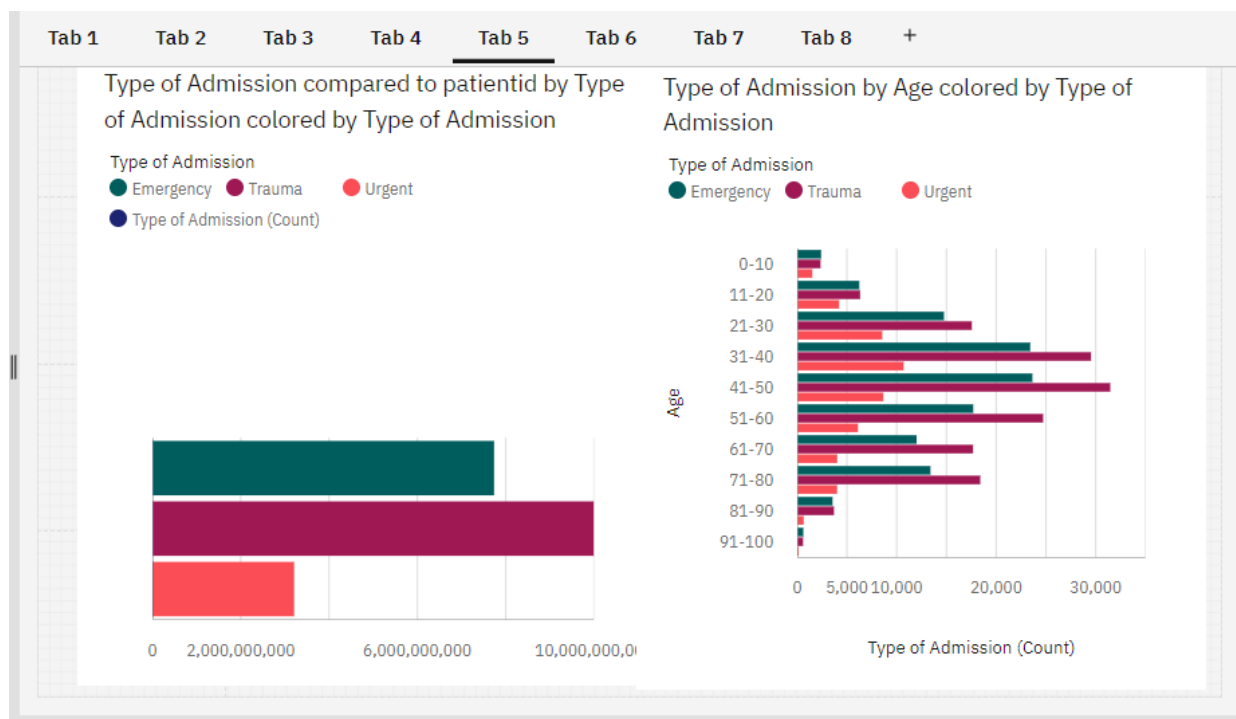 Tab 1 Tab 2 Tab 3 Tab 4 Tab 5 Tab 6 Tab 7 Tab 8 +
Type of Admission compared to patientid by Type
of Admission colored by Type of Admission
Type of Admission
Emergency Trauma Urgent
Type of Admission (Count)
0 2,000,000,000 6,000,000,000 10,000,000,0
Type of Admission by Age colored by Type of
Admission
Type of Admission
Emergency Trauma Urgent
Age
0-10
11-20
21-30
31-40
41-50
51-60
61-70
71-80
81-90
91-100
0 5,000 10,000 20,000 30,000
Type of Admission (Count)